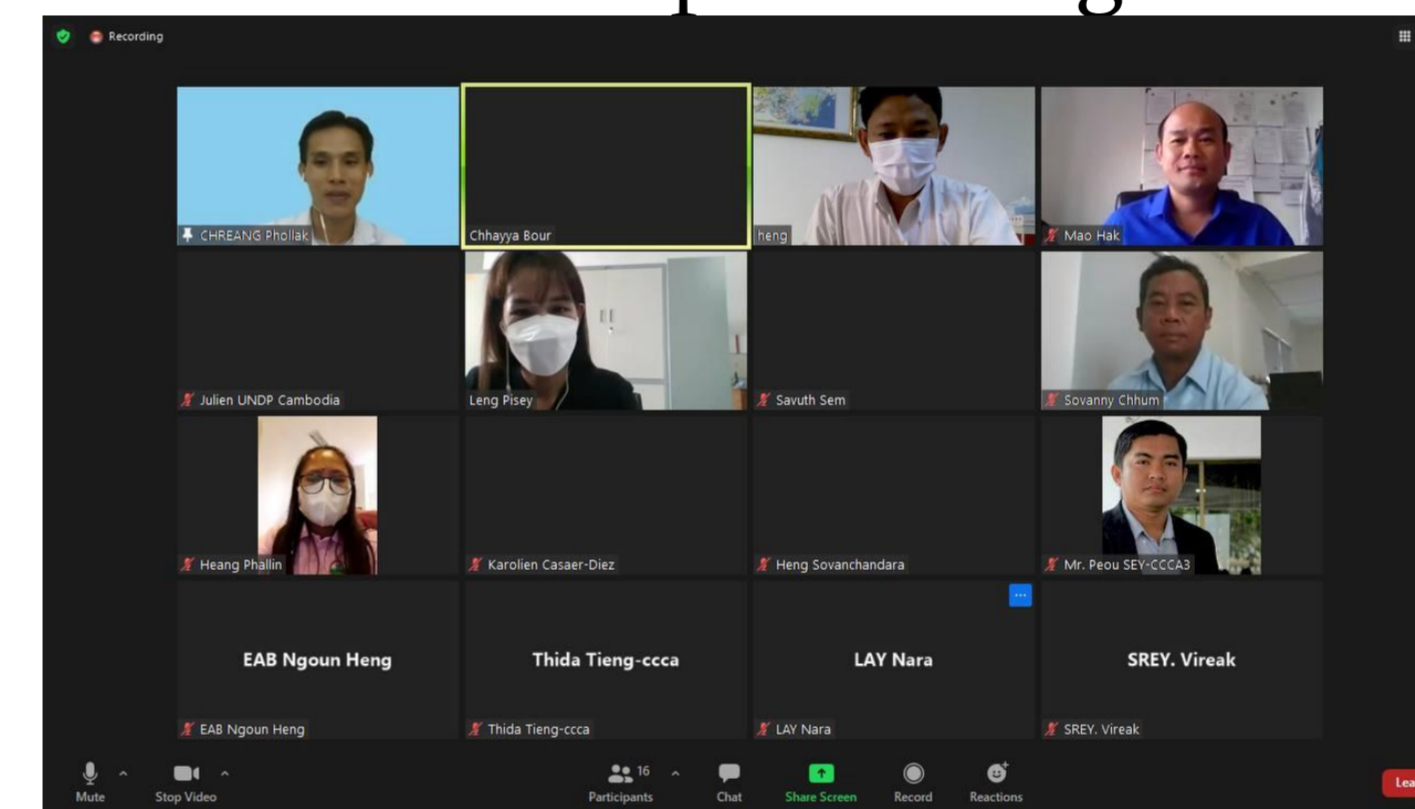 Recording
CHREANG Phollak
Chhayya Bour
heng
Mao Hak
Julien UNDP Cambodia
Leng Pisey
Savuth Sem
Sovanny Chhum
Heang Phallin
Karolien Casaer-Diez
Heng Sovanchandara
Mr. Peou SEY-CCCA3
EAB Ngoun Heng
Thida Tieng-ccca
LAY Nara
SREY. Vireak
EAB Ngoun Heng
Thida Tieng-ccca
LAY Nara
SREY. Vireak
16
Mute
Stop Video
Participants
Chat
Share Screen
Record
Reactions